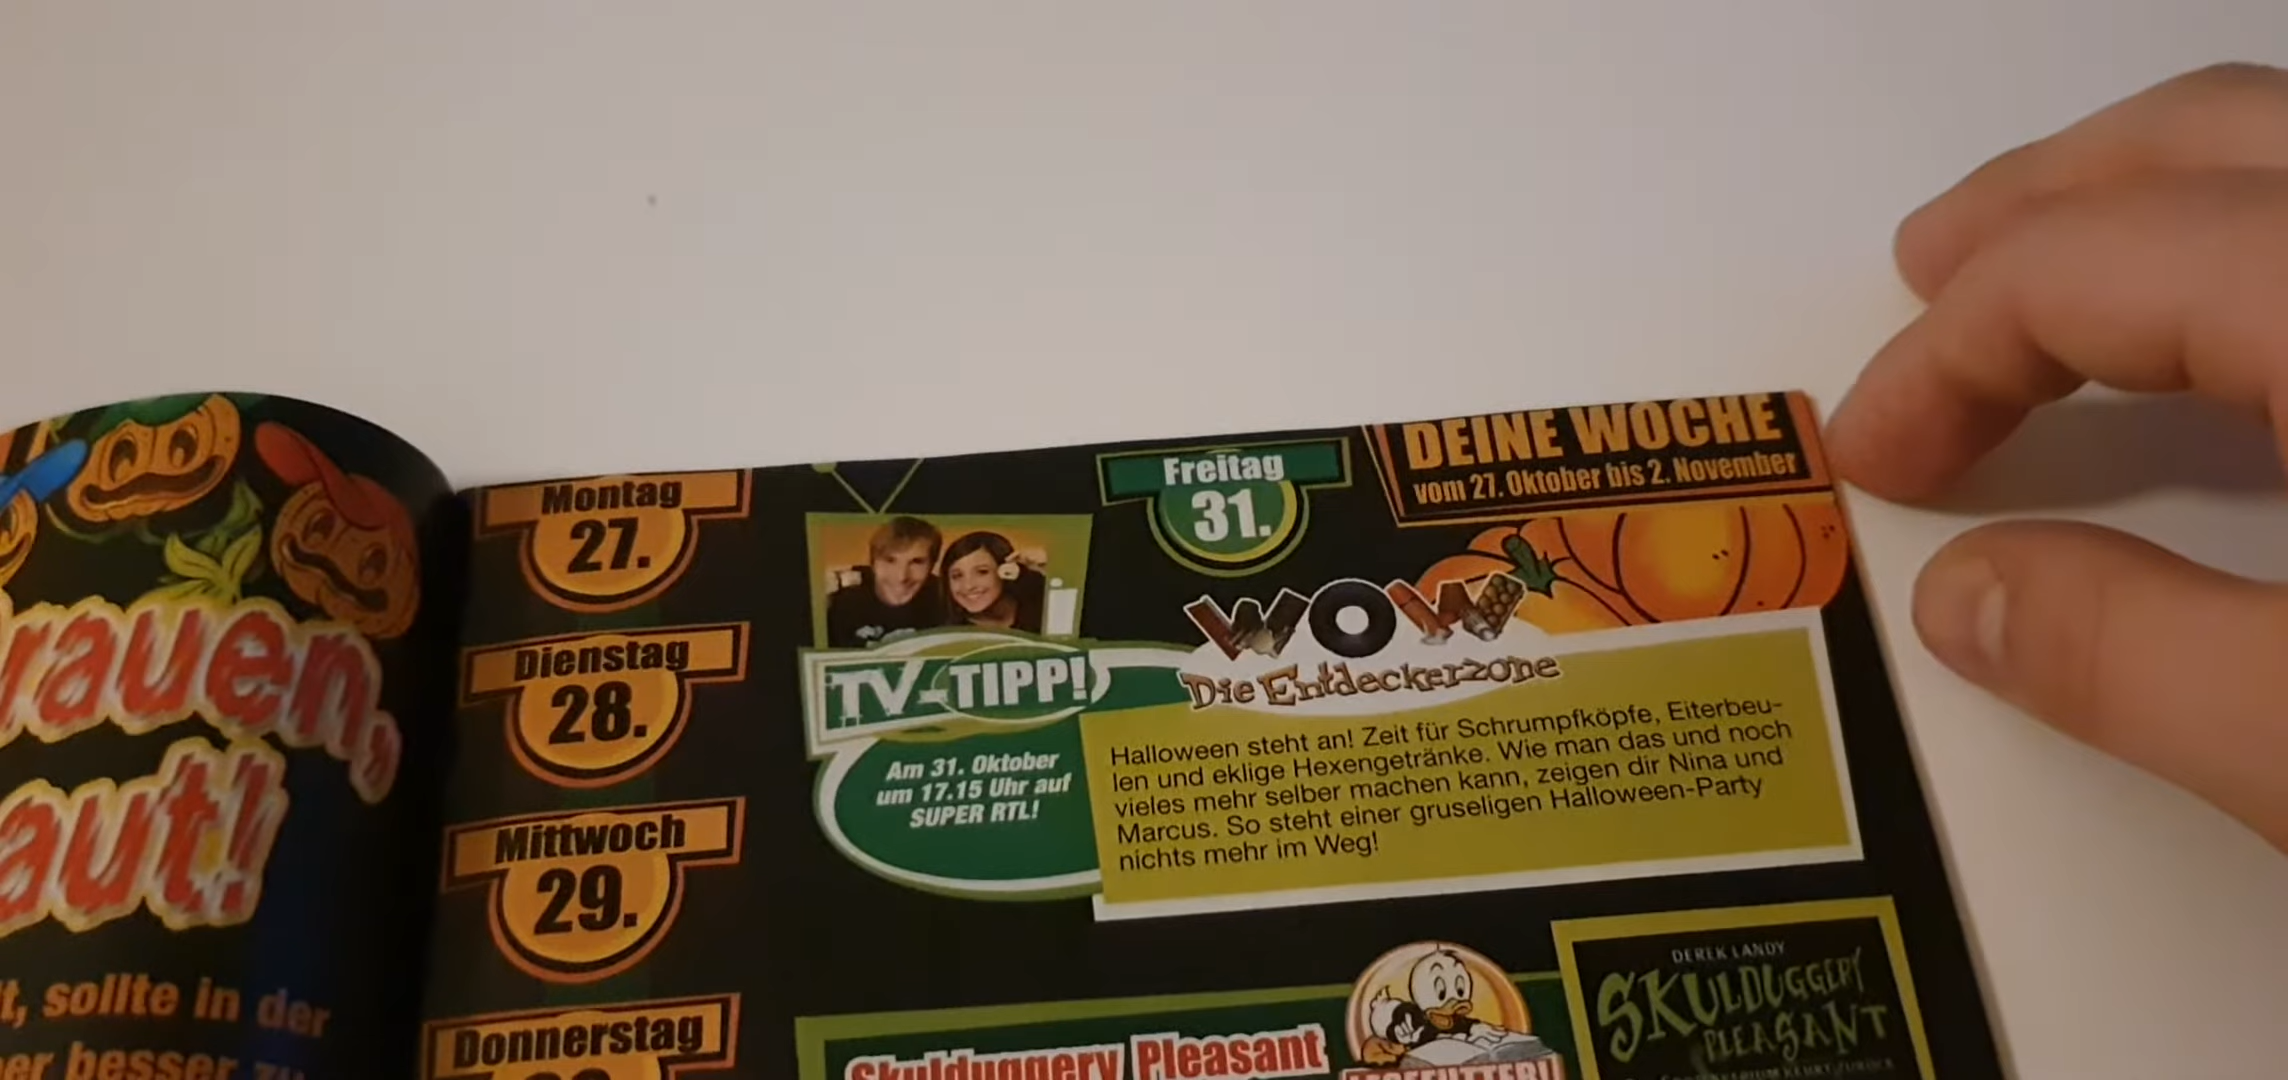 rauen,
aut!
t, sollte in der
er besser zu
Montag
27.
Dienstag
28.
Mittwoch
29.
Donnerstag
TV-TIPP!
Am 31. Oktober
um 17.15 Uhr auf
SUPER RTL!
Freitag
31.
DEINE WOCHE
vom 27. Oktober bis 2. November
WOW
Die Entdeckerzone
Halloween steht an! Zeit für Schrumpfköpfe, Eiterbeu-
len und eklige Hexengetränke. Wie man das und noch
vieles mehr selber machen kann, zeigen dir Nina und
Marcus. So steht einer gruseligen Halloween-Party
nichts mehr im Weg!
Skulduggery Pleasant
LESEFUTTER!
DEREK LANDY
SKULDUGGERY
PLEASANT